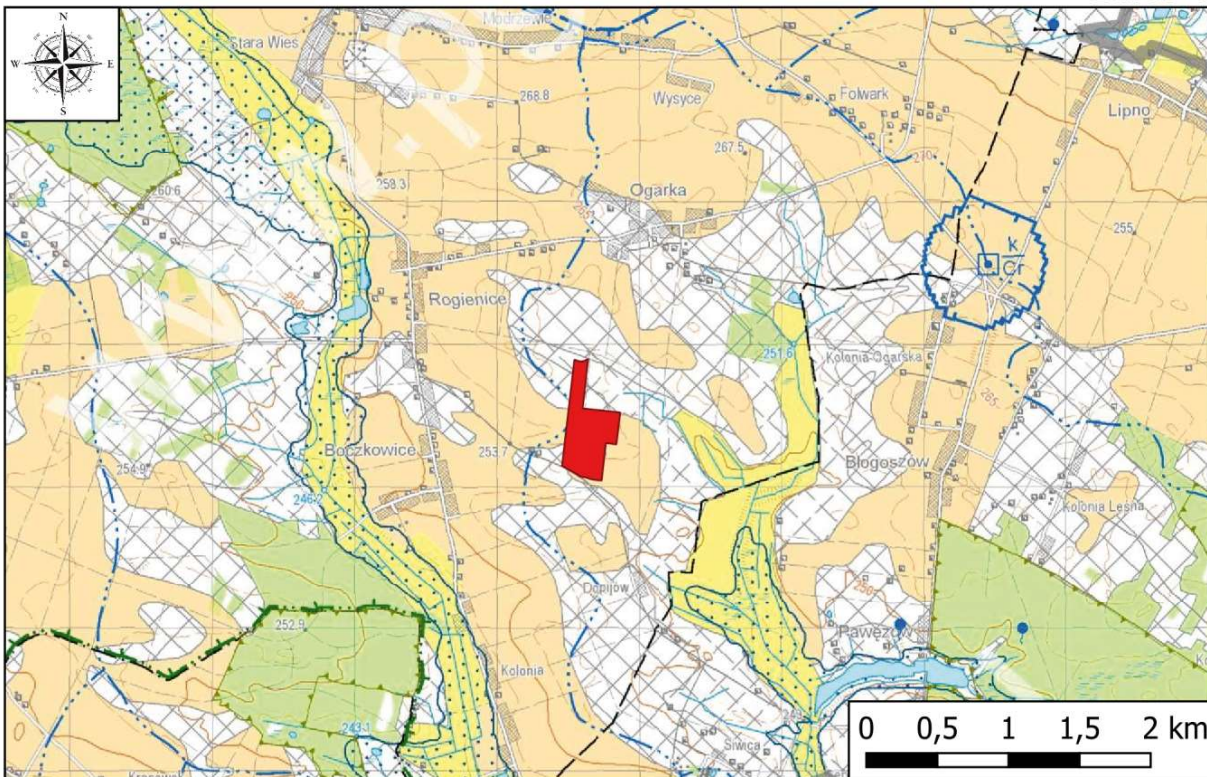 N
W
E
S
Modrzewie
Stara Wieś
268.8
Wysyce
Folwark
Lipno
267.5
270
258.3
260.6
Ogarka
255
k
Cr
Rogienice
251.6
Kolonia Ogarska
265
Boczkowice
253.7
254.9
Błogoszów
246.2
Kolonia Leśna
Dopijów
250
252.9
Pawęzów
Kolonia
243.1
Siwica
0 0,5 1 1,5 2 km